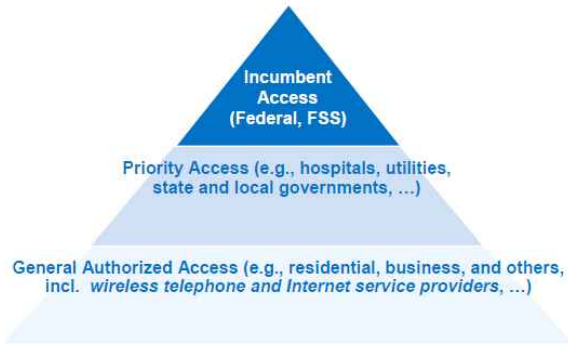 Incumbent
Access
(Federal, FSS)
Priority Access (e.g., hospitals, utilities,
state and local governments, …)
General Authorized Access (e.g., residential, business, and others,
incl. wireless telephone and Internet service providers, …)